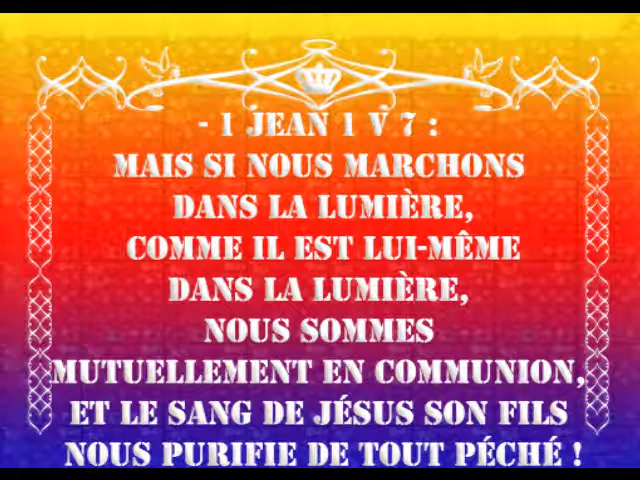 - 1 JEAN 1 V 7 :
MAIS SI NOUS MARCHONS
DANS LA LUMIÈRE,
COMME IL EST LUI-MÊME
DANS LA LUMIÈRE,
NOUS SOMMES
MUTUELLEMENT EN COMMUNION,
ET LE SANG DE JÉSUS SON FILS
NOUS PURIFIE DE TOUT PÉCHÉ !